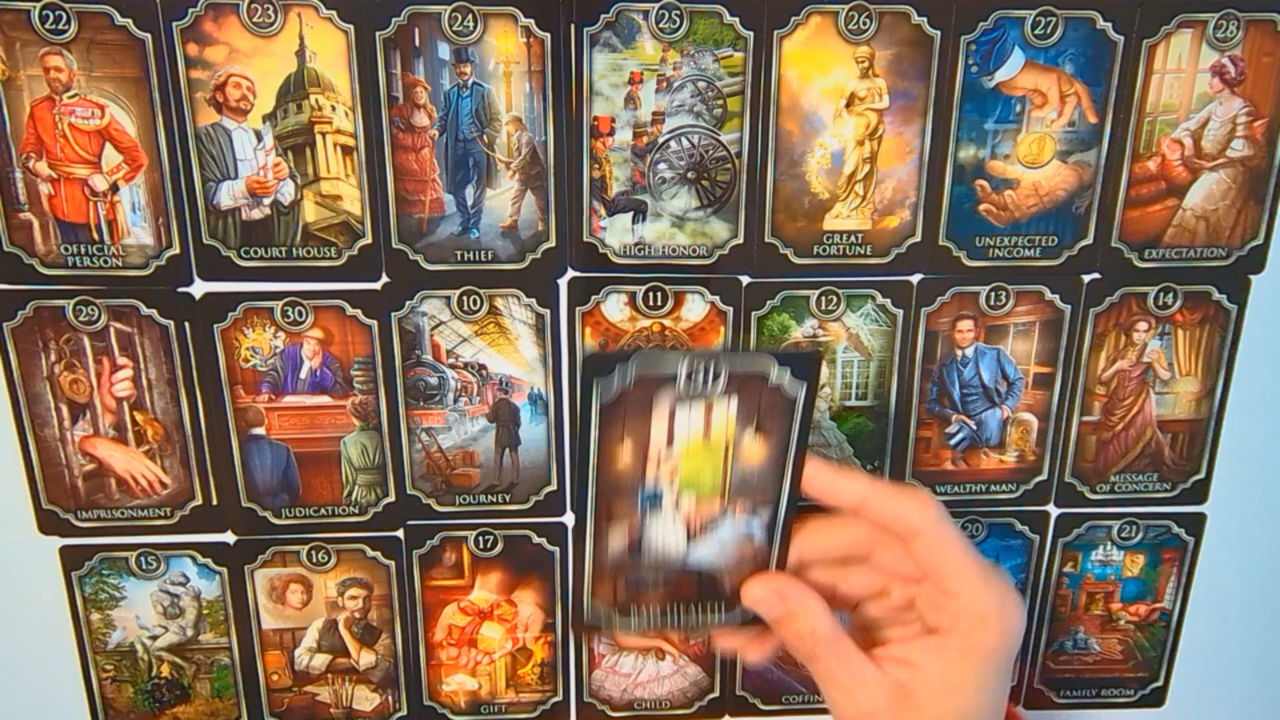 22
OFFICIAL
PERSON
23
COURT HOUSE
24
THIEF
25
HIGH HONOR
26
GREAT
FORTUNE
27
UNEXPECTED
INCOME
28
EXPECTATION
29
IMPRISONMENT
30
JUDICATION
10
JOURNEY
11
12
13
WEALTHY MAN
14
MESSAGE
OF CONCERN
15
16
17
GIFT
CHILD
COFFIN
20
21
FAMILY ROOM